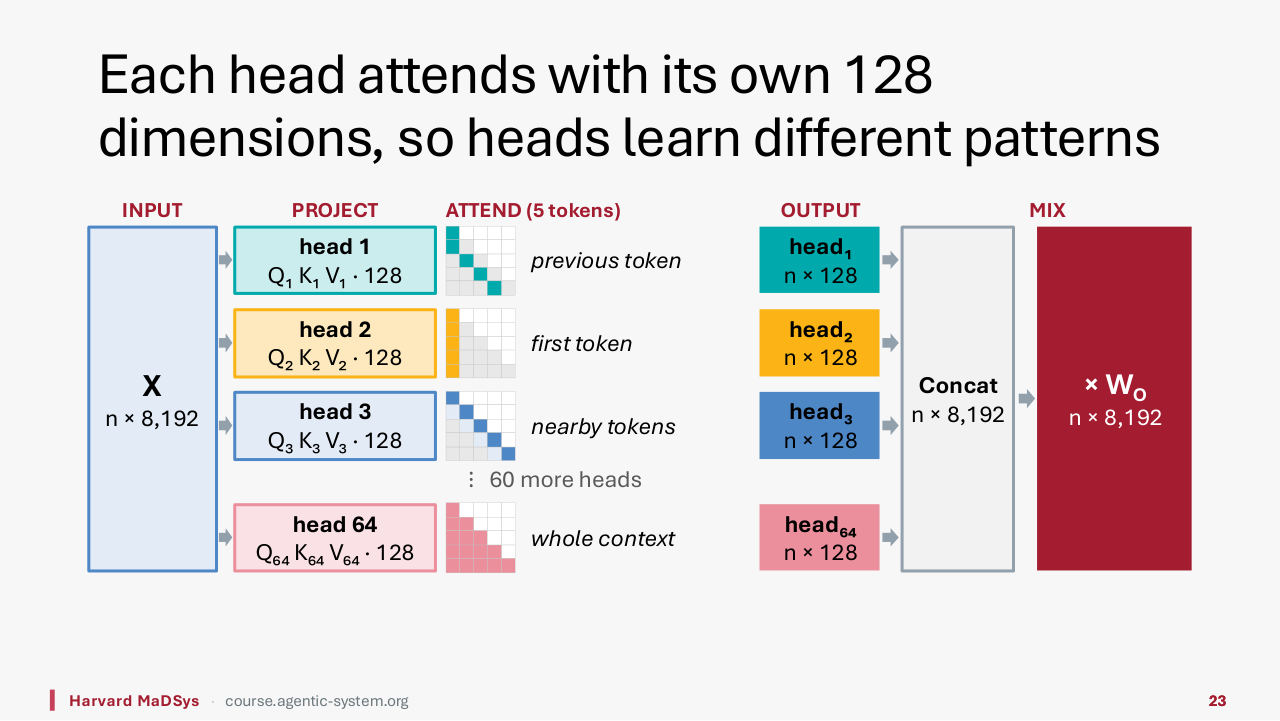 Each head attends with its own 128
dimensions, so heads learn different patterns
INPUT
PROJECT
ATTEND (5 tokens)
OUTPUT
MIX
X
n × 8,192
head 1
Q₁ K₁ V₁ · 128
previous token
head₁
n × 128
head 2
Q₂ K₂ V₂ · 128
first token
head₂
n × 128
head 3
Q₃ K₃ V₃ · 128
nearby tokens
head₃
n × 128
⋮ 60 more heads
head 64
Q₆₄ K₆₄ V₆₄ · 128
whole context
head₆₄
n × 128
Concat
n × 8,192
× W_O
n × 8,192
Harvard MaDSys · course.agentic-system.org
23